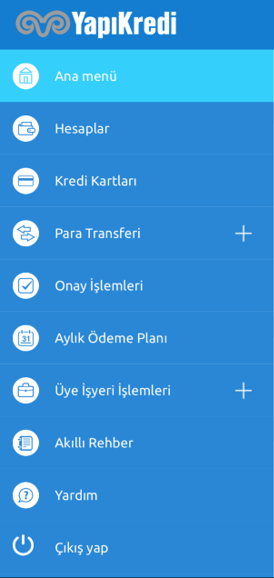 YapıKredi
Ana menü
Hesaplar
Kredi Kartları
Para Transferi
Onay İşlemleri
31
Aylık Ödeme Planı
Üye İşyeri İşlemleri
Akıllı Rehber
Yardım
Çıkış yap